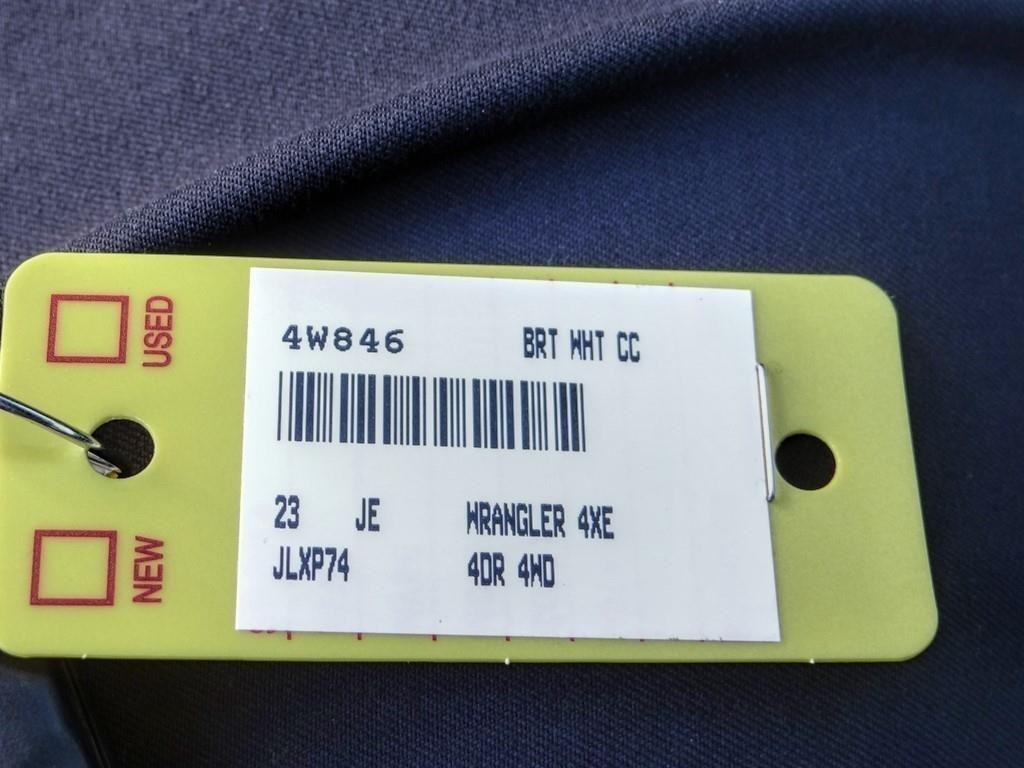 USED
NEW
4W846 BRT WHT CC
23 JE WRANGLER 4XE
JLXP74 4DR 4WD